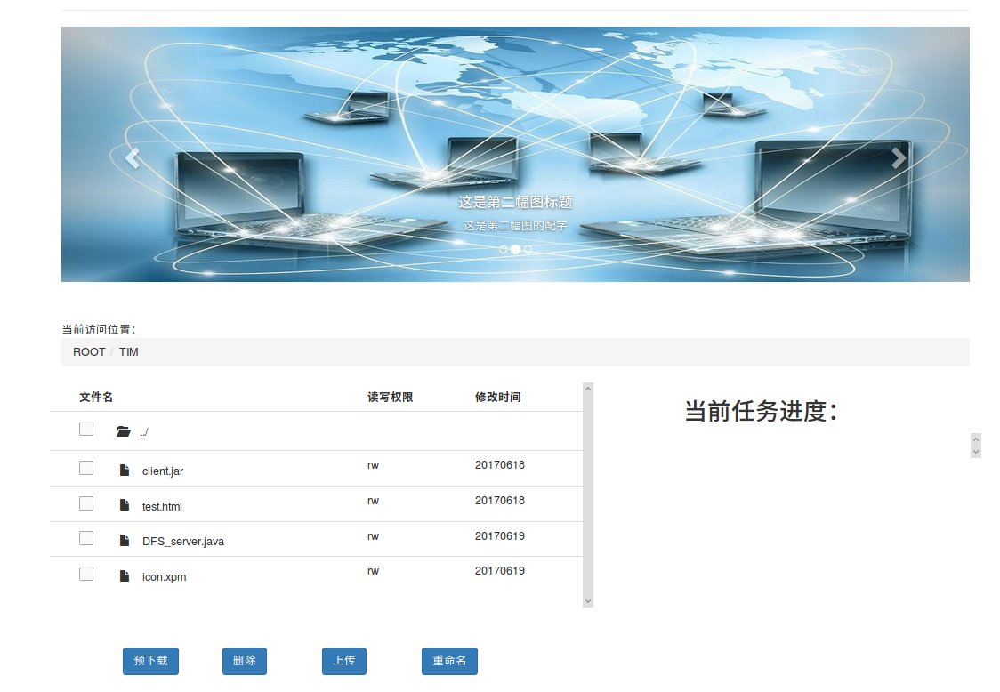 这是第二幅图标题
这是第二幅图的配字
当前访问位置：
ROOT / TIM
文件名 读写权限 修改时间
../
client.jar rw 20170618
test.html rw 20170618
DFS_server.java rw 20170619
icon.xpm rw 20170619
当前任务进度：
预下载 删除 上传 重命名